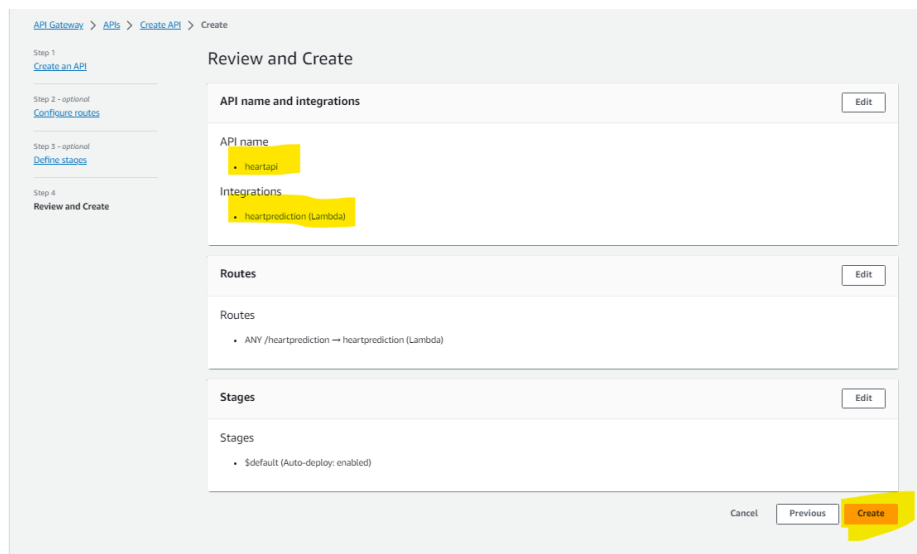 API Gateway > APIs > Create API > Create
Step 1
Create an API
Step 2 - optional
Configure routes
Step 3 - optional
Define stages
Step 4
Review and Create
Review and Create
API name and integrations
Edit
API name
• heartapi
Integrations
• heartprediction (Lambda)
Routes
Edit
Routes
• ANY /heartprediction → heartprediction (Lambda)
Stages
Edit
Stages
• $default (Auto-deploy: enabled)
Cancel Previous Create